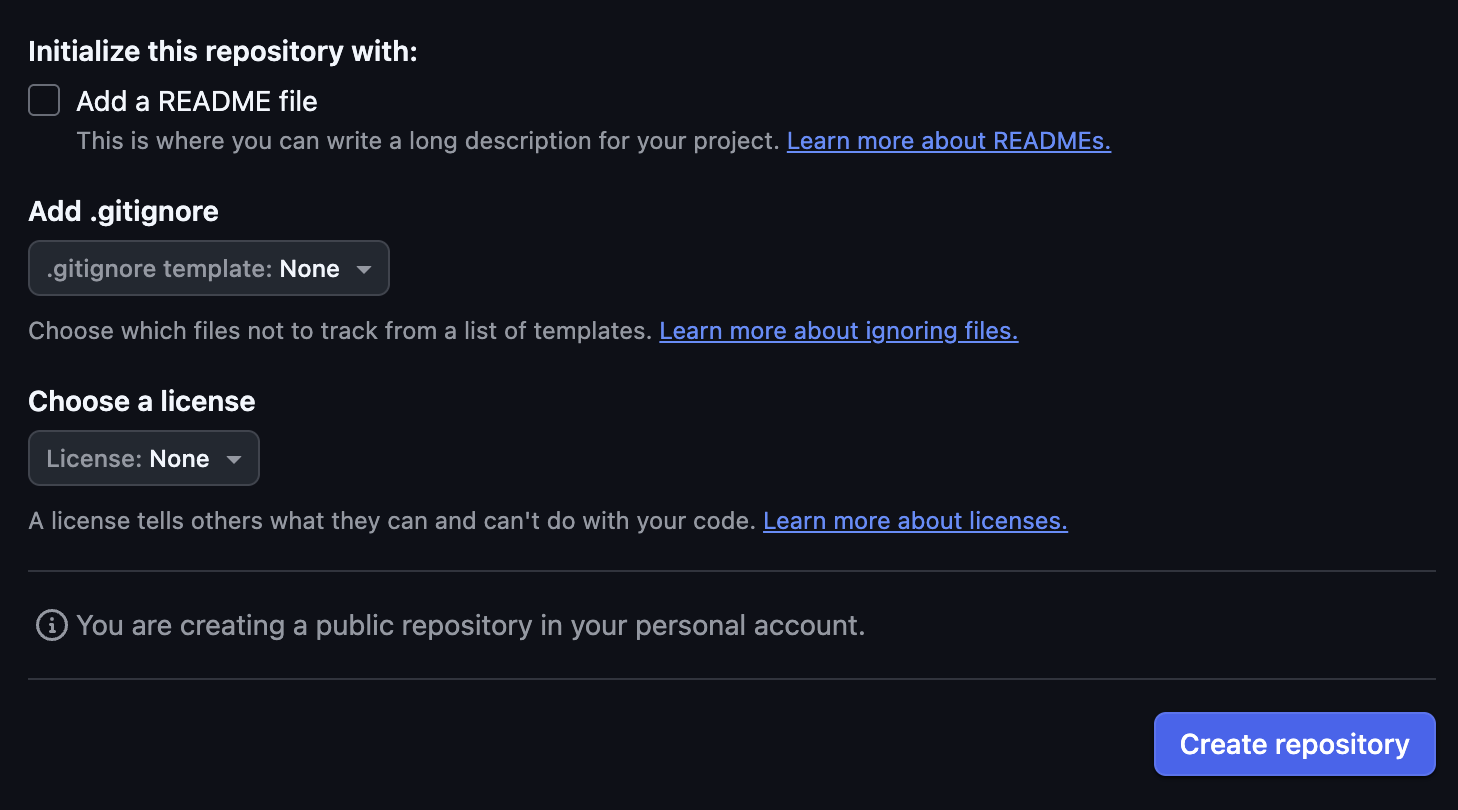 Initialize this repository with:
Add a README file
This is where you can write a long description for your project. Learn more about READMEs.
Add .gitignore
.gitignore template: None
Choose which files not to track from a list of templates. Learn more about ignoring files.
Choose a license
License: None
A license tells others what they can and can't do with your code. Learn more about licenses.
You are creating a public repository in your personal account.
Create repository